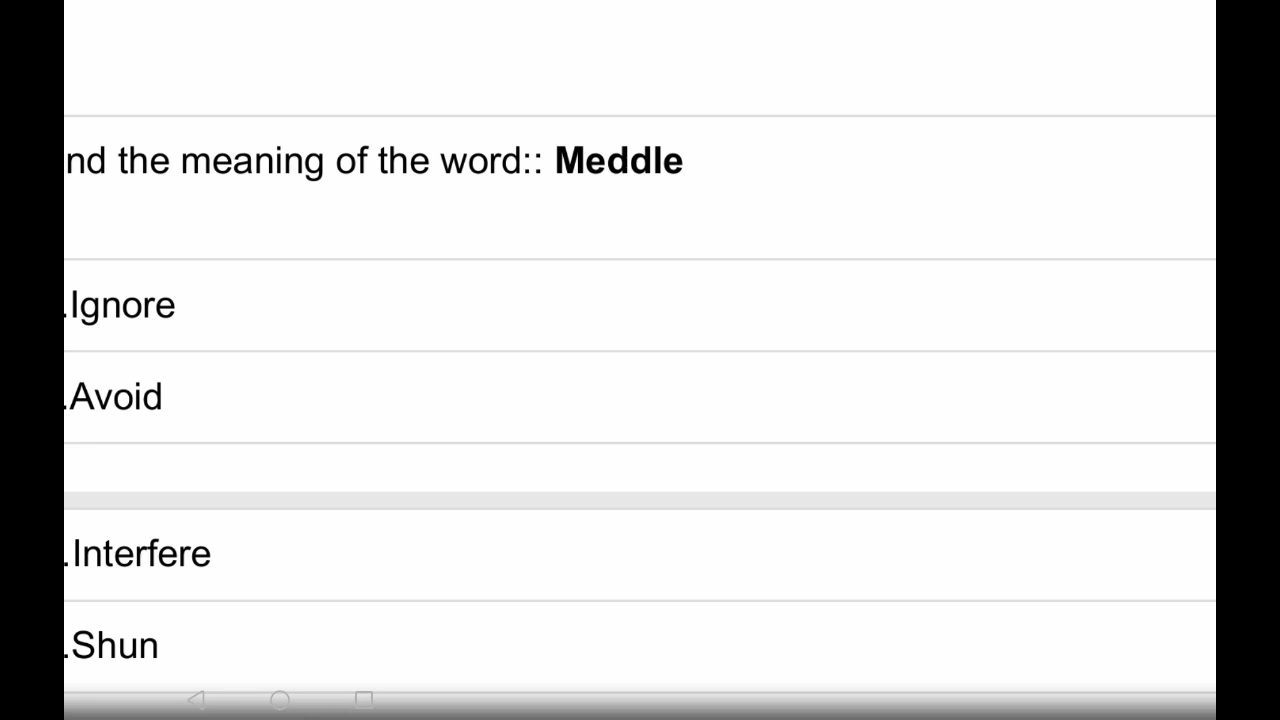 nd the meaning of the word:: Meddle
.Ignore
.Avoid
.Interfere
.Shun